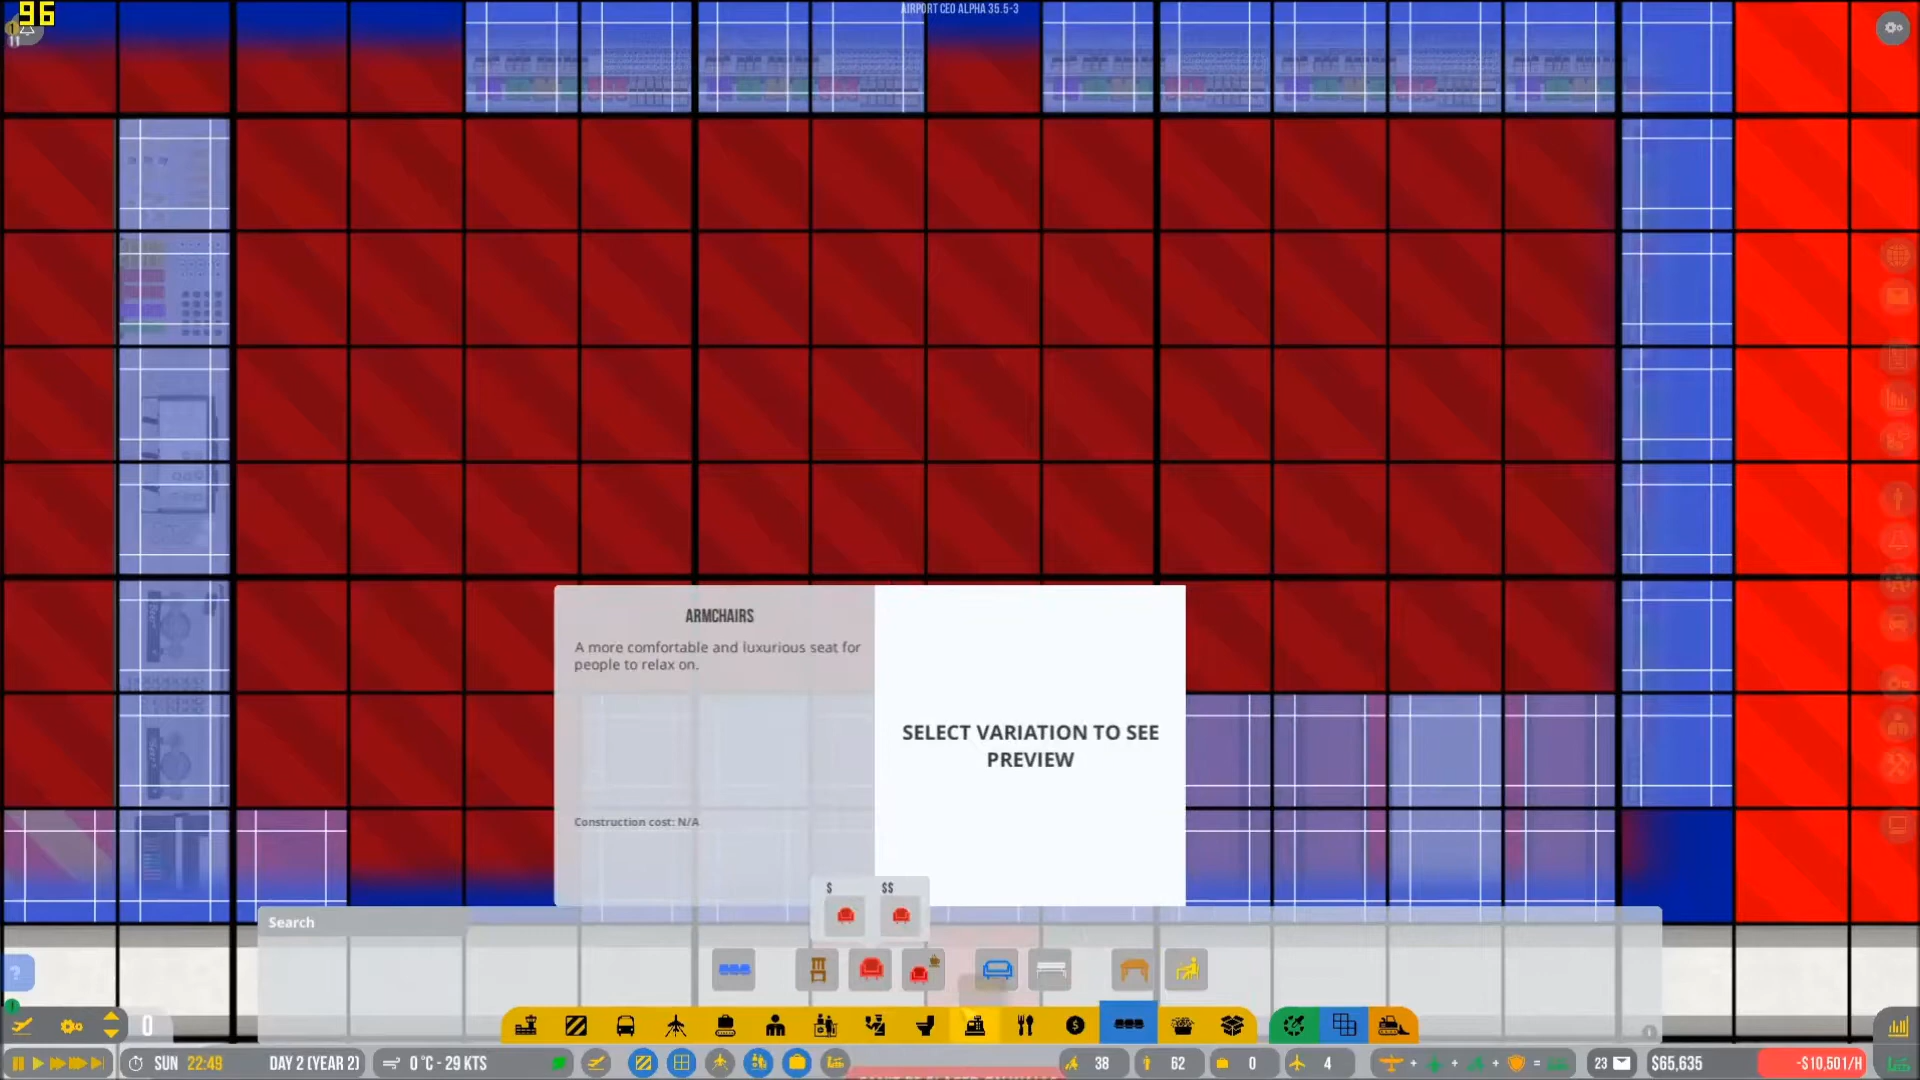 96
AIRPORT CEO ALPHA 35.5-3
11
ARMCHAIRS
A more comfortable and luxurious seat for
people to relax on.
SELECT VARIATION TO SEE
PREVIEW
Construction cost: N/A
$ $$
Search
?
0
SUN 22:49 DAY 2 (YEAR 2) 0°C - 29 KTS 38 62 0 4 + + + = 23 $65,635 -$10,501/H